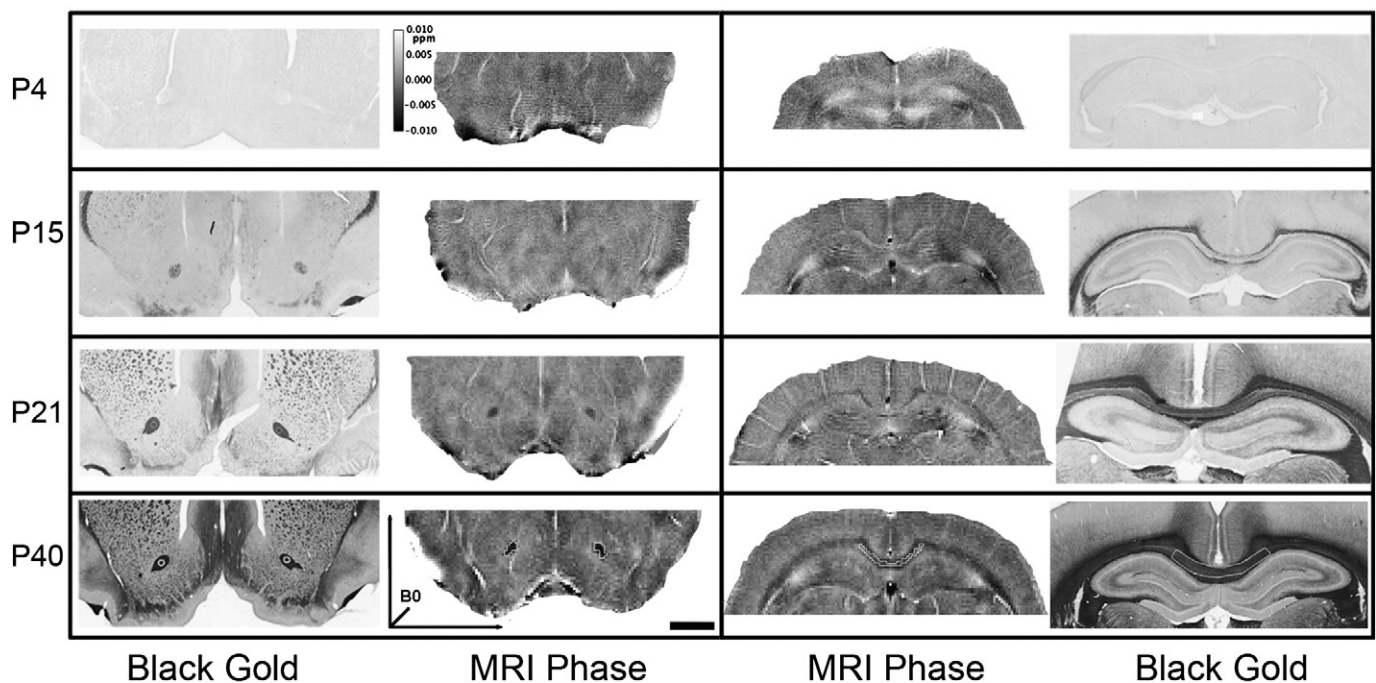 P4
0.010
ppm
0.005
0.000
-0.005
-0.010
P15
P21
P40
B0
Black Gold
MRI Phase
MRI Phase
Black Gold